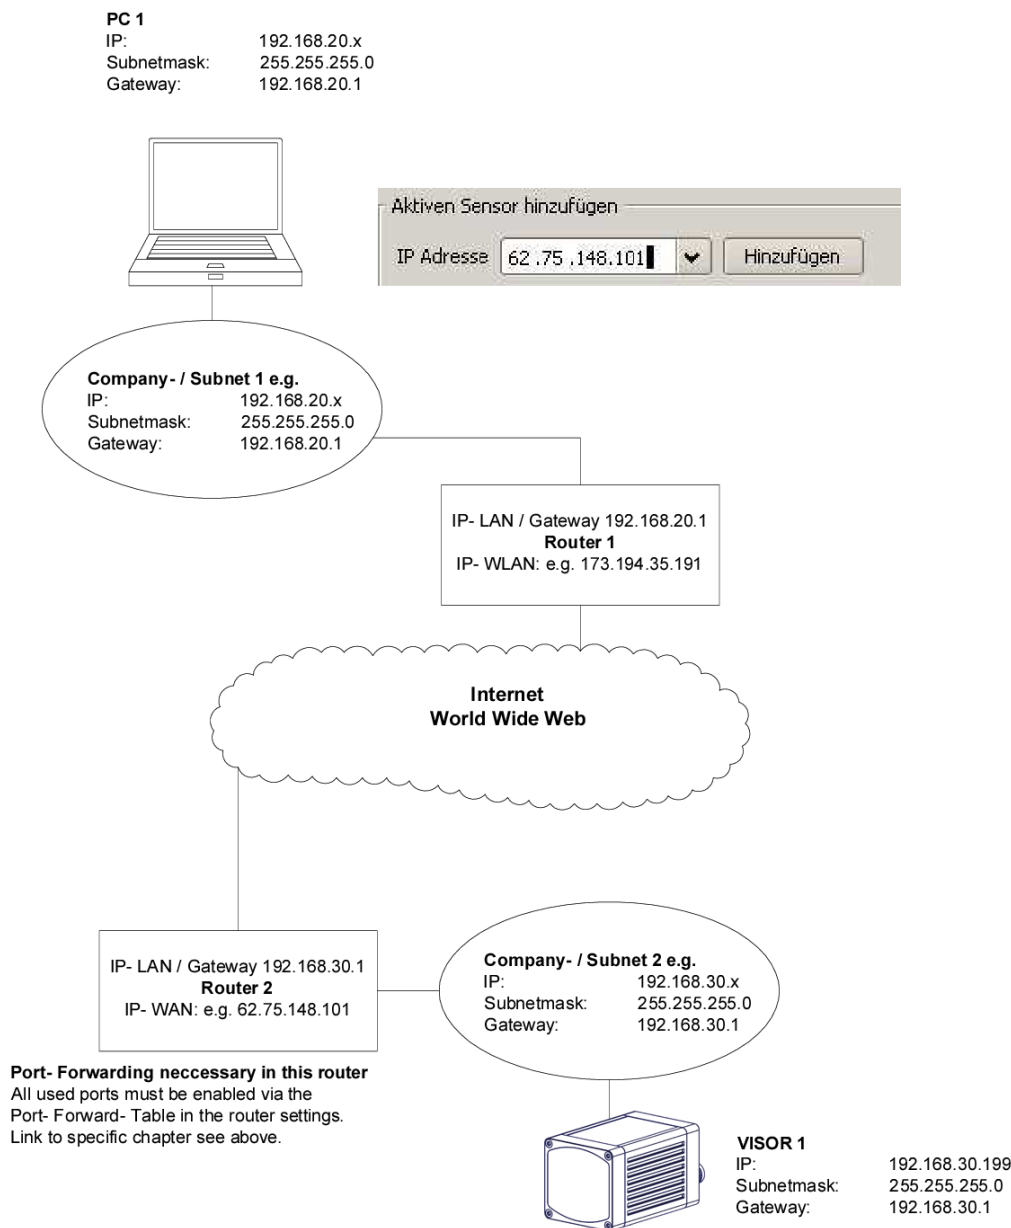 PC 1
IP: 192.168.20.x
Subnetmask: 255.255.255.0
Gateway: 192.168.20.1
Aktiven Sensor hinzufügen
IP Adresse 62 .75 .148.101 Hinzufügen
Company- / Subnet 1 e.g.
IP: 192.168.20.x
Subnetmask: 255.255.255.0
Gateway: 192.168.20.1
IP- LAN / Gateway 192.168.20.1
Router 1
IP- WLAN: e.g. 173.194.35.191
Internet
World Wide Web
IP- LAN / Gateway 192.168.30.1
Router 2
IP- WAN: e.g. 62.75.148.101
Company- / Subnet 2 e.g.
IP: 192.168.30.x
Subnetmask: 255.255.255.0
Gateway: 192.168.30.1
Port- Forwarding neccessary in this router
All used ports must be enabled via the
Port- Forward- Table in the router settings.
Link to specific chapter see above.
VISOR 1
IP: 192.168.30.199
Subnetmask: 255.255.255.0
Gateway: 192.168.30.1